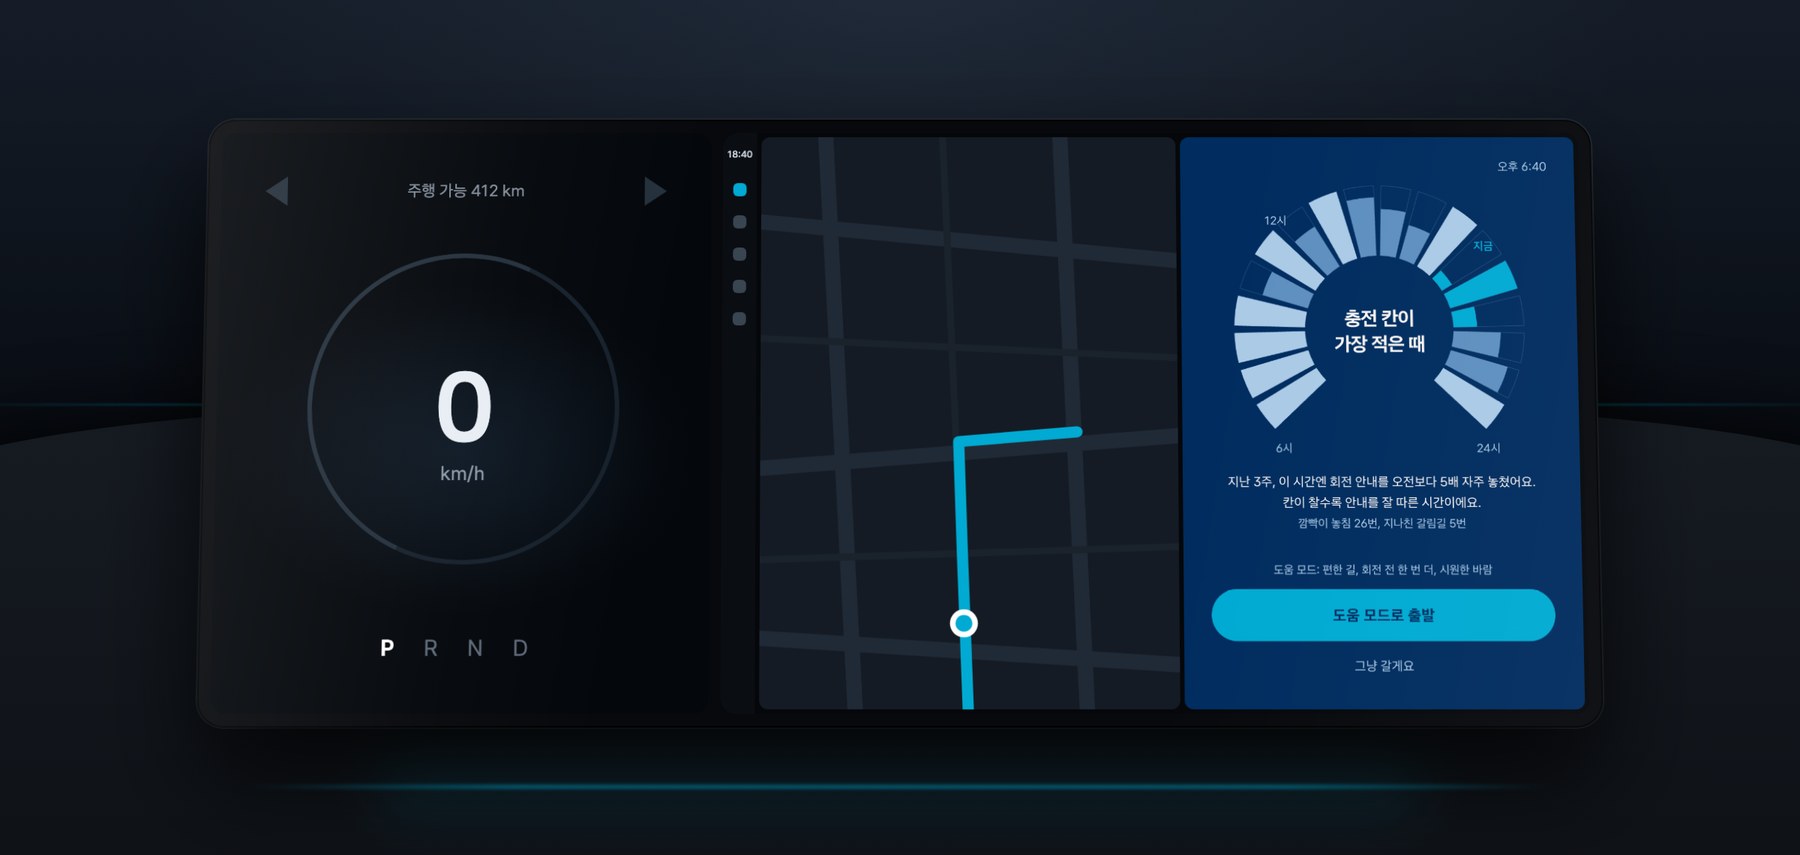 주행 가능 412 km
0
km/h
P R N D
18:40
오후 6:40
12시
지금
충전 칸이
가장 적은 때
6시
24시
지난 3주, 이 시간엔 회전 안내를 오전보다 5배 자주 놓쳤어요.
칸이 찰수록 안내를 잘 따른 시간이에요.
깜빡이 놓침 26번, 지나친 갈림길 5번
도움 모드: 편한 길, 회전 전 한 번 더, 시원한 바람
도움 모드로 출발
그냥 갈게요